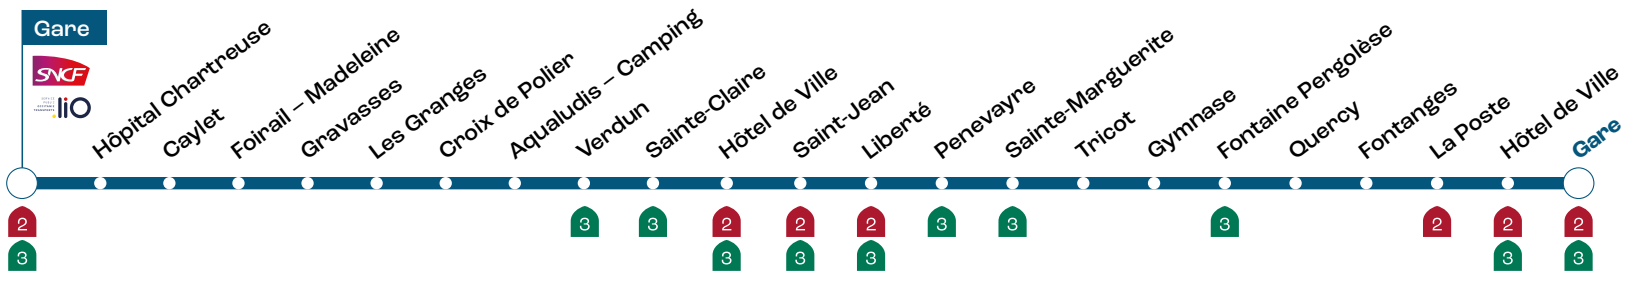 Gare
SNCF
liO
Hôpital Chartreuse
Caylet
Foirail – Madeleine
Gravasses
Les Granges
Croix de Polier
Aqualudis – Camping
Verdun
Sainte-Claire
Hôtel de Ville
Saint-Jean
Liberté
Penevayre
Sainte-Marguerite
Tricot
Gymnase
Fontaine Pergolèse
Quercy
Fontanges
La Poste
Hôtel de Ville
Gare
2 3 3 2 2 2 3 3 3 2 2 2
3 3 3 3 3 3